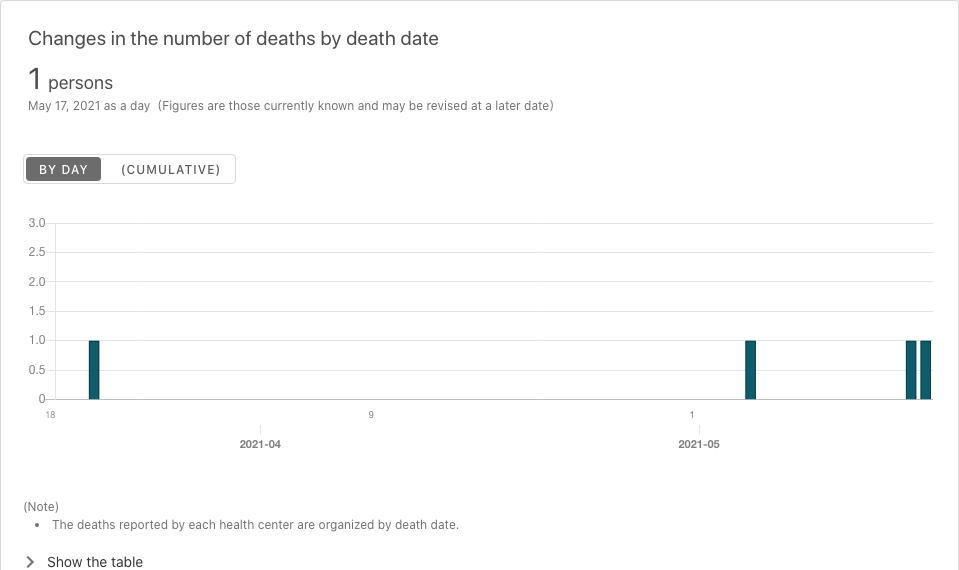 Changes in the number of deaths by death date
1 persons
May 17, 2021 as a day (Figures are those currently known and may be revised at a later date)
BY DAY (CUMULATIVE)
3.0
2.5
2.0
1.5
1.0
0.5
0
18 9 1
2021-04 2021-05
(Note)
• The deaths reported by each health center are organized by death date.
Show the table